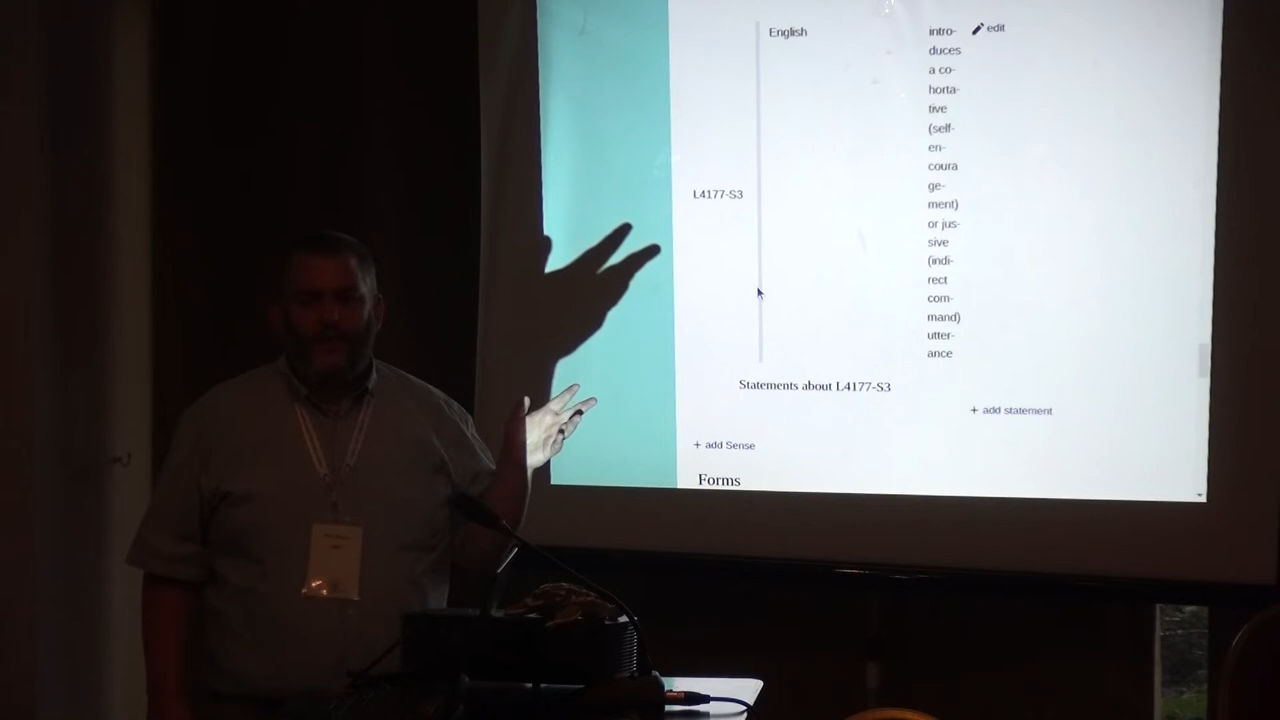 English
intro-
duces
a co-
horta-
tive
(self-
en-
coura
ge-
ment)
or jus-
sive
(indi-
rect
com-
mand)
utter-
ance
edit
L4177-S3
Statements about L4177-S3
+ add statement
+ add Sense
Forms